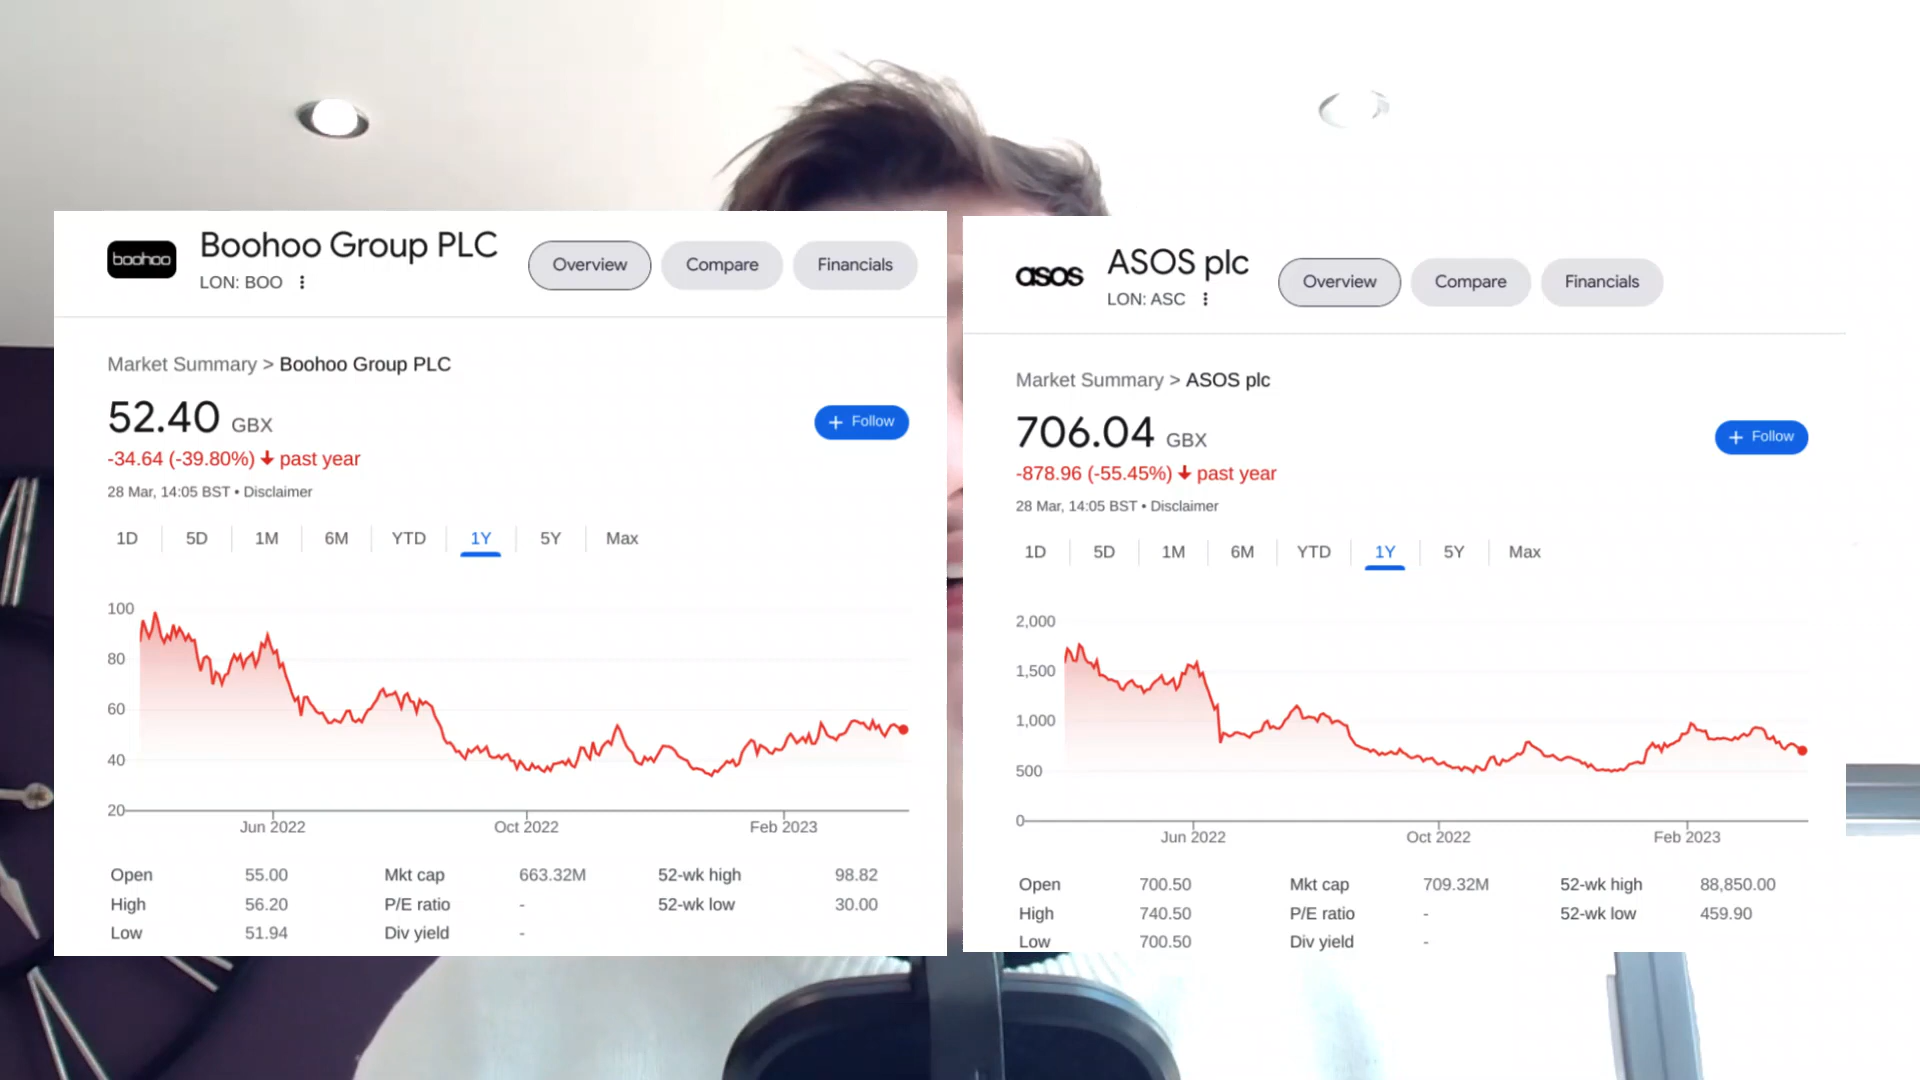 boohoo
Boohoo Group PLC
LON: BOO
Overview
Compare
Financials
Market Summary > Boohoo Group PLC
52.40 GBX
+ Follow
-34.64 (-39.80%) ↓ past year
28 Mar, 14:05 BST • Disclaimer
1D 5D 1M 6M YTD 1Y 5Y Max
100
80
60
40
20
Jun 2022 Oct 2022 Feb 2023
Open 55.00 Mkt cap 663.32M 52-wk high 98.82
High 56.20 P/E ratio - 52-wk low 30.00
Low 51.94 Div yield -
asos
ASOS plc
LON: ASC
Overview
Compare
Financials
Market Summary > ASOS plc
706.04 GBX
+ Follow
-878.96 (-55.45%) ↓ past year
28 Mar, 14:05 BST • Disclaimer
1D 5D 1M 6M YTD 1Y 5Y Max
2,000
1,500
1,000
500
0
Jun 2022 Oct 2022 Feb 2023
Open 700.50 Mkt cap 709.32M 52-wk high 88,850.00
High 740.50 P/E ratio - 52-wk low 459.90
Low 700.50 Div yield -